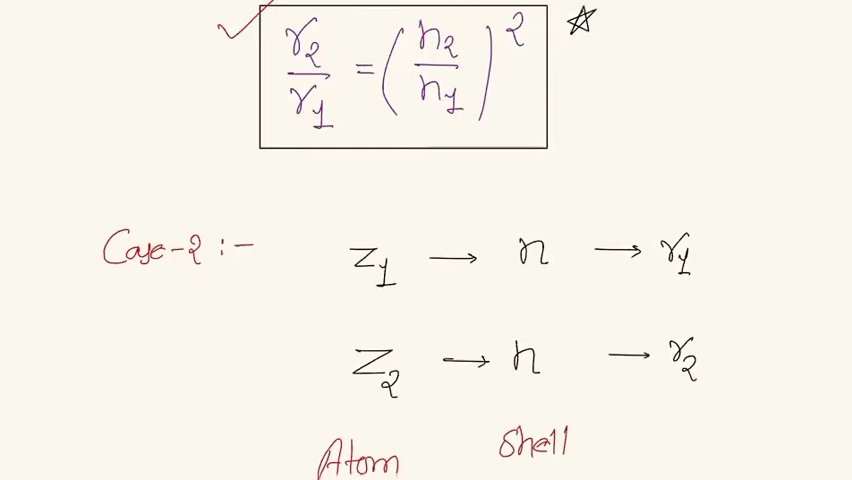 r₂/r₁ = (n₂/n₁)²
Case-2 :-
Z₁ → n → r₁
Z₂ → n → r₂
Atom Shell